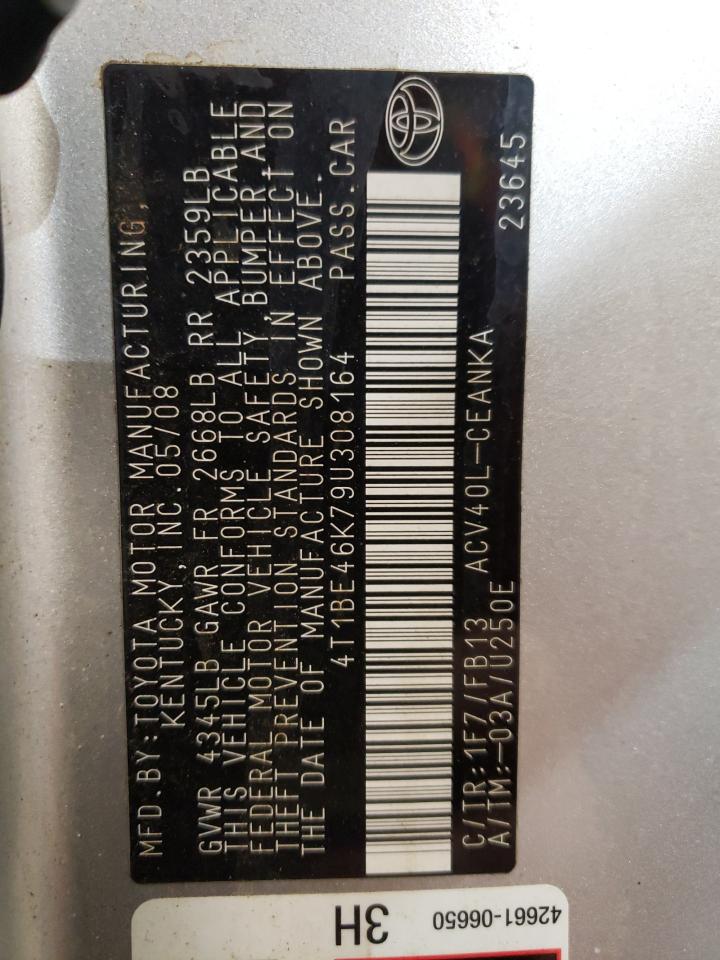 MFD.BY:TOYOTA MOTOR MANUFACTURING,
KENTUCKY, INC.05/08
GVWR 4345LB GAWR FR 2668LB RR 2359LB
THIS VEHICLE CONFORMS TO ALL APPLICABLE
FEDERAL MOTOR VEHICLE SAFETY, BUMPER,AND
THEFT PREVENTION STANDARDS IN EFFECT ON
THE DATE OF MANUFACTURE SHOWN ABOVE.
4T1BE46K79U308164 PASS.CAR
C/TR:1F7/FB13 ACV40L-CEANKA 23645
A/TM:-03A/U250E
3H
42661-06650